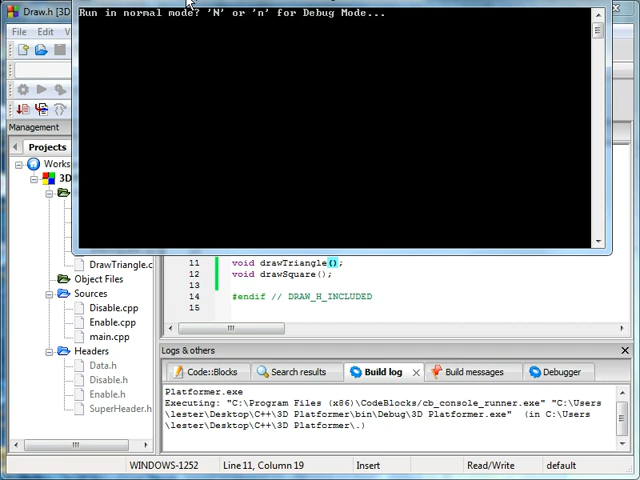 Draw.h [3D
Run in normal mode? 'N' or 'n' for Debug Mode...
File Edit V
Management
Projects
Works
3D
DrawTriangle.c
Object Files
Sources
Disable.cpp
Enable.cpp
main.cpp
Headers
Data.h
Disable.h
Enable.h
SuperHeader.h
11 void drawTriangle();
12 void drawSquare();
13
14 #endif // DRAW_H_INCLUDED
15
Logs & others
Code::Blocks Search results Build log Build messages Debugger
Platformer.exe
Executing: "C:\Program Files (x86)\CodeBlocks/cb_console_runner.exe" "C:\Users
\lester\Desktop\C++\3D Platformer\bin\Debug\3D Platformer.exe" (in C:\Users
\lester\Desktop\C++\3D Platformer\.)
WINDOWS-1252 Line 11, Column 19 Insert Read/Write default